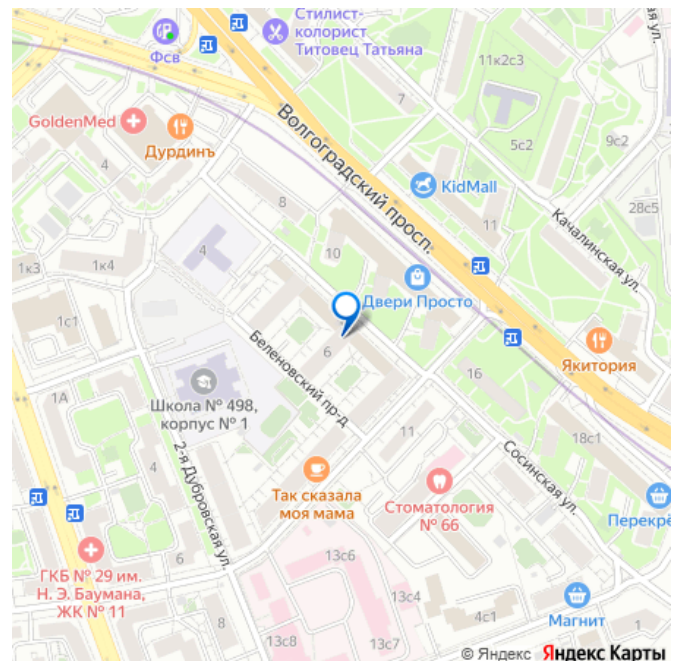 Стилист-
колорист
Титовец Татьяна
Фсв
11к2с3
ая ул.
7
GoldenMed
Дурдинъ
5с2
9с2
4
Волгоградский просп.
KidMall
28с5
8
11
Качалинская ул.
4
10
1к3
1к4
Двери Просто
1с1
Беленовский пр-д
6
Якитория
16
Школа № 498,
корпус № 1
1А
11
18с1
2-я Дубровская ул.
4
Сосинская ул.
Так сказала
моя мама
Стоматология
№ 66
Перекрё
6
13с6
ГКБ № 29 им.
Н. Э. Баумана,
ЖК № 11
13с4
4с1
Магнит
1
8
13с8
13с7
© Яндекс Яндекс Карты